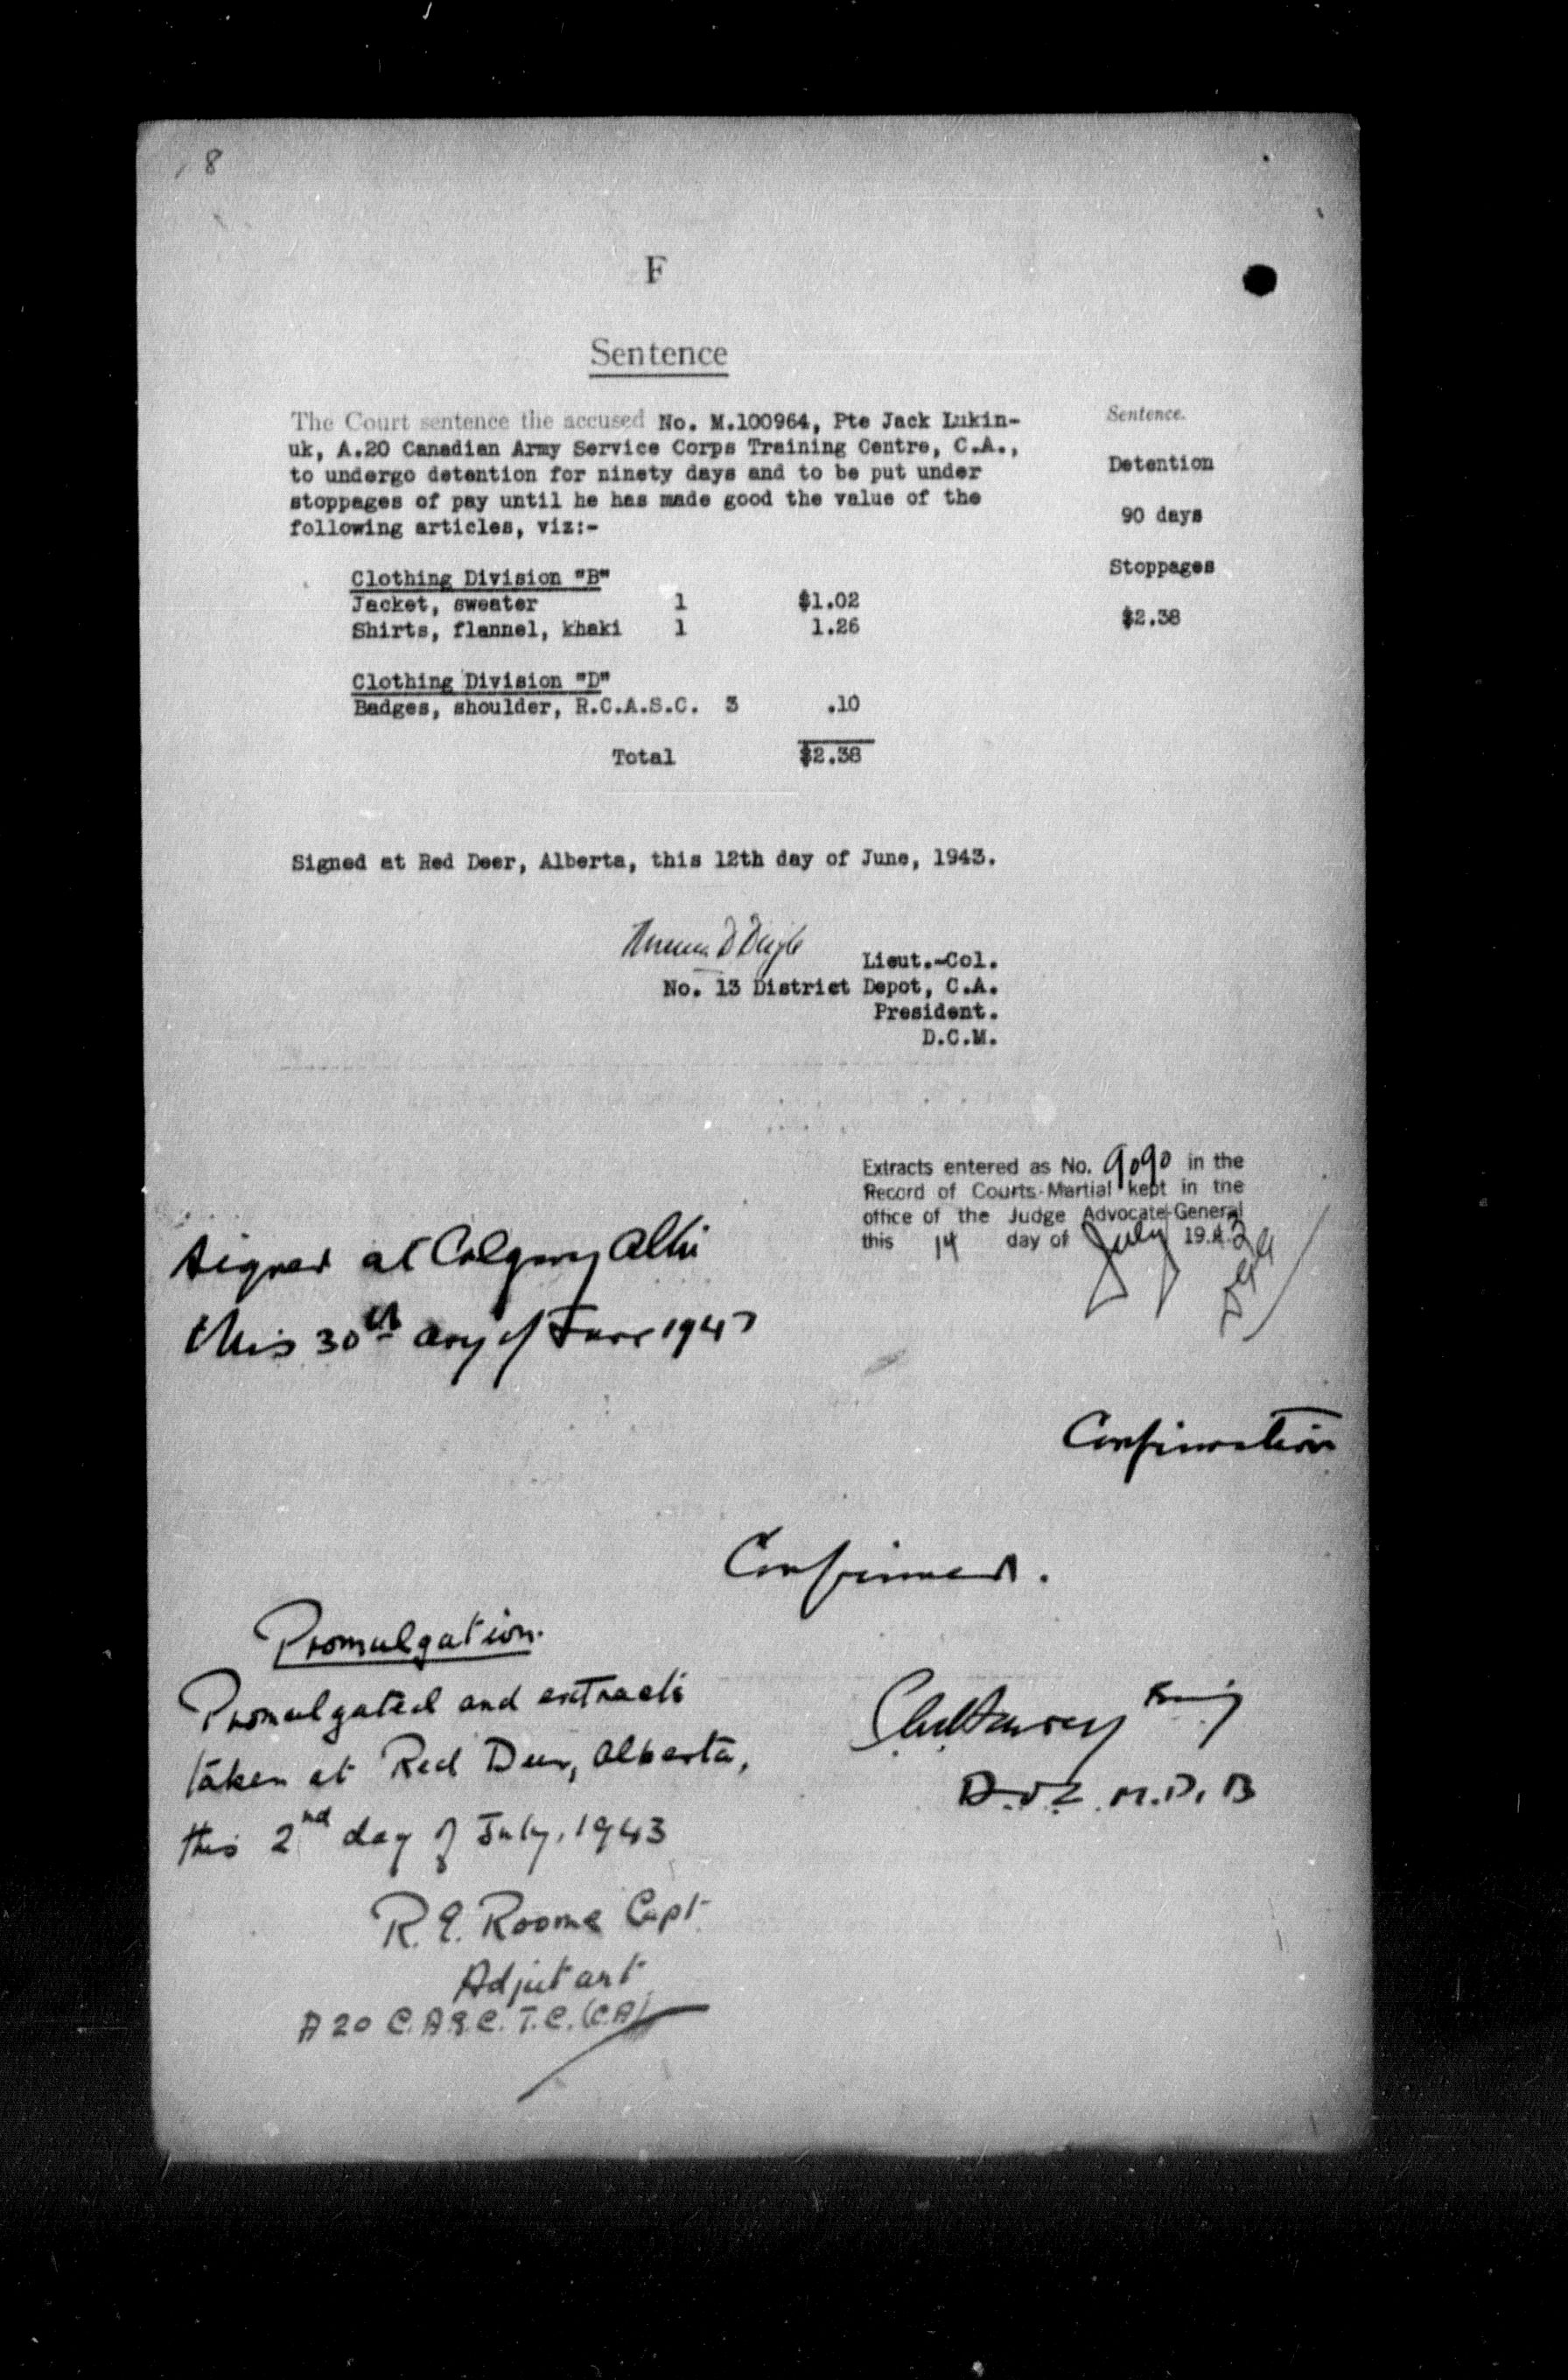 8
F
Sentence
The Court sentence the accused No. M.100964, Pte Jack Lukin-
uk, A.20 Canadian Army Service Corps Training Centre, C.A.,
to undergo detention for ninety days and to be put under
stoppages of pay until he has made good the value of the
following articles, viz:-
Sentence.
Detention
90 days
Stoppages
$2.38
Clothing Division "B"
Jacket, sweater 1 $1.02
Shirts, flannel, khaki 1 1.26
Clothing Division "D"
Badges, shoulder, R.C.A.S.C. 3 .10
Total $2.38
Signed at Red Deer, Alberta, this 12th day of June, 1943.
Lieut.-Col.
No. 13 District Depot, C.A.
President.
D.C.M.
Extracts entered as No. 9090 in the
Record of Courts-Martial kept in the
office of the Judge Advocate-General
this 14 day of July 1943
Signed at Calgary Alta
this 30th day of June 1943
Confirmation
Confirmed.
Promulgation.
Promulgated and extracts
taken at Red Deer, Alberta,
this 2nd day of July, 1943
R.E. Roome Capt.
Adjutant
A20 C.A.S.C.T.C. (CA)
Brig
D.O.C. M.D. 13